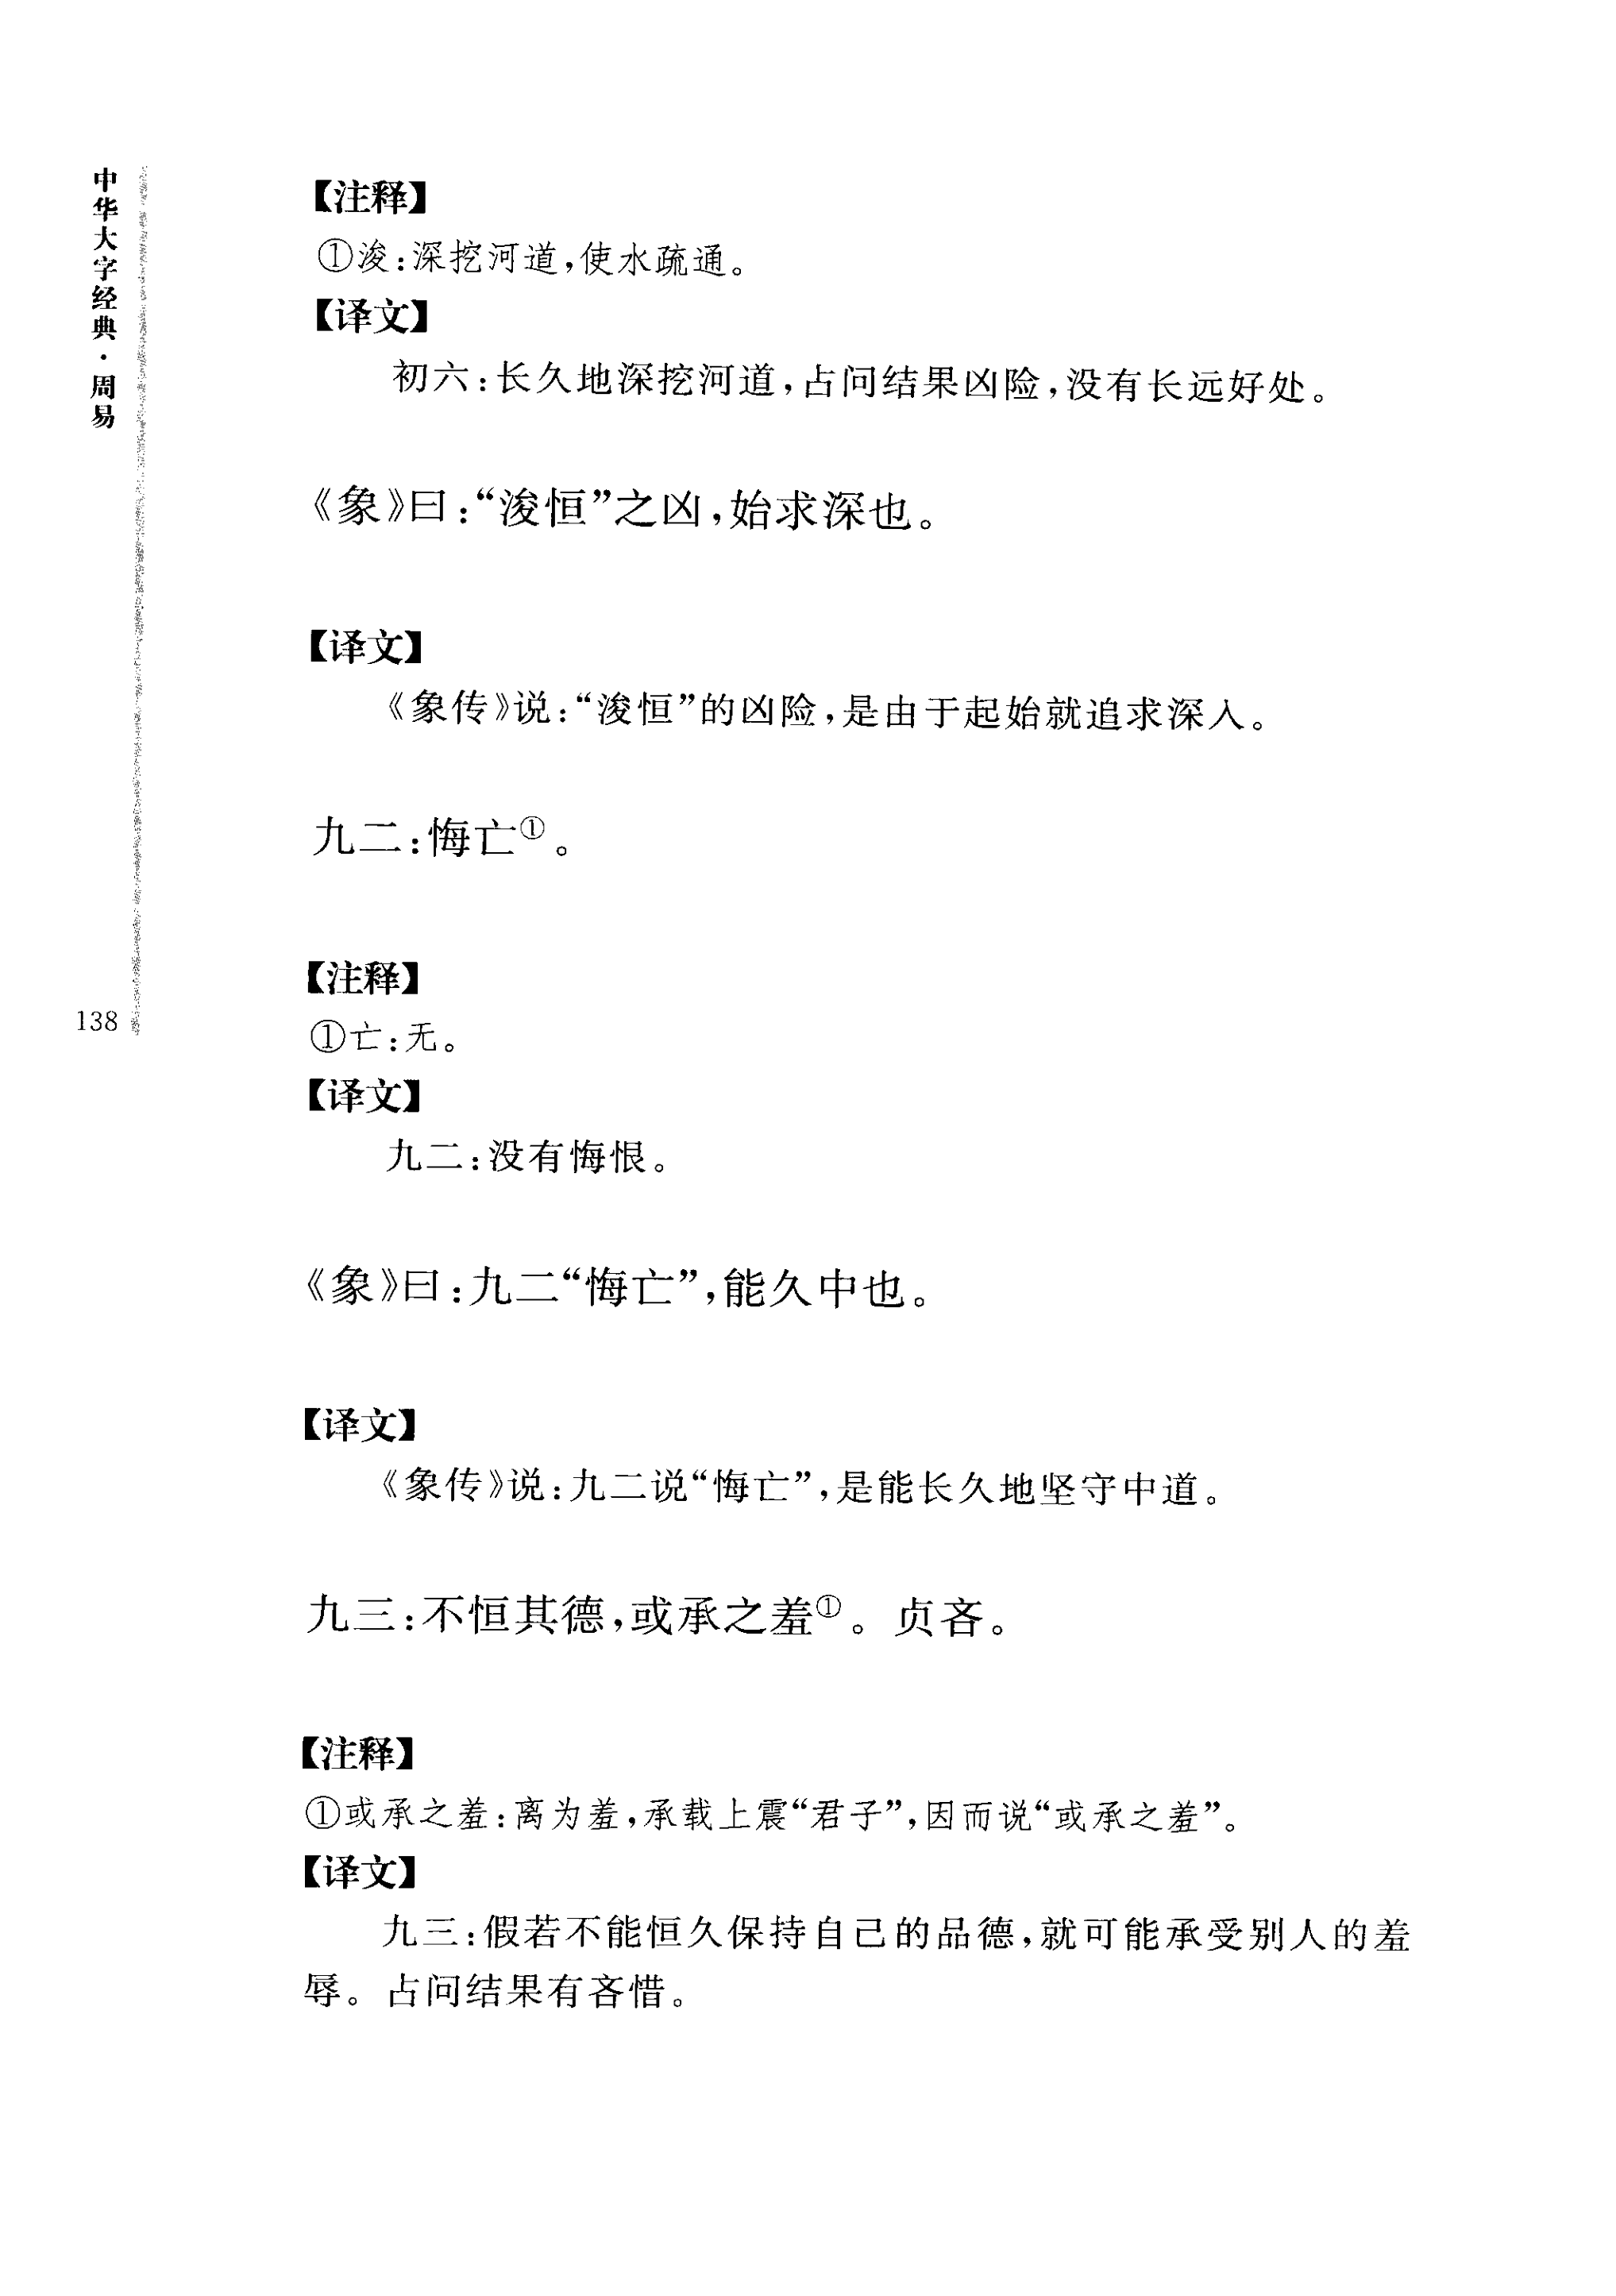 中华大字经典·周易
138
【注释】
①浚:深挖河道,使水疏通。
【译文】
初六:长久地深挖河道,占问结果凶险,没有长远好处。
《象》曰:“浚恒”之凶,始求深也。
【译文】
《象传》说:“浚恒”的凶险,是由于起始就追求深入。
九二:悔亡①。
【注释】
①亡:无。
【译文】
九二:没有悔恨。
《象》曰:九二“悔亡”,能久中也。
【译文】
《象传》说:九二说“悔亡”,是能长久地坚守中道。
九三:不恒其德,或承之羞①。贞吝。
【注释】
①或承之羞:离为羞,承载上震“君子”,因而说“或承之羞”。
【译文】
九三:假若不能恒久保持自己的品德,就可能承受别人的羞
辱。占问结果有吝惜。